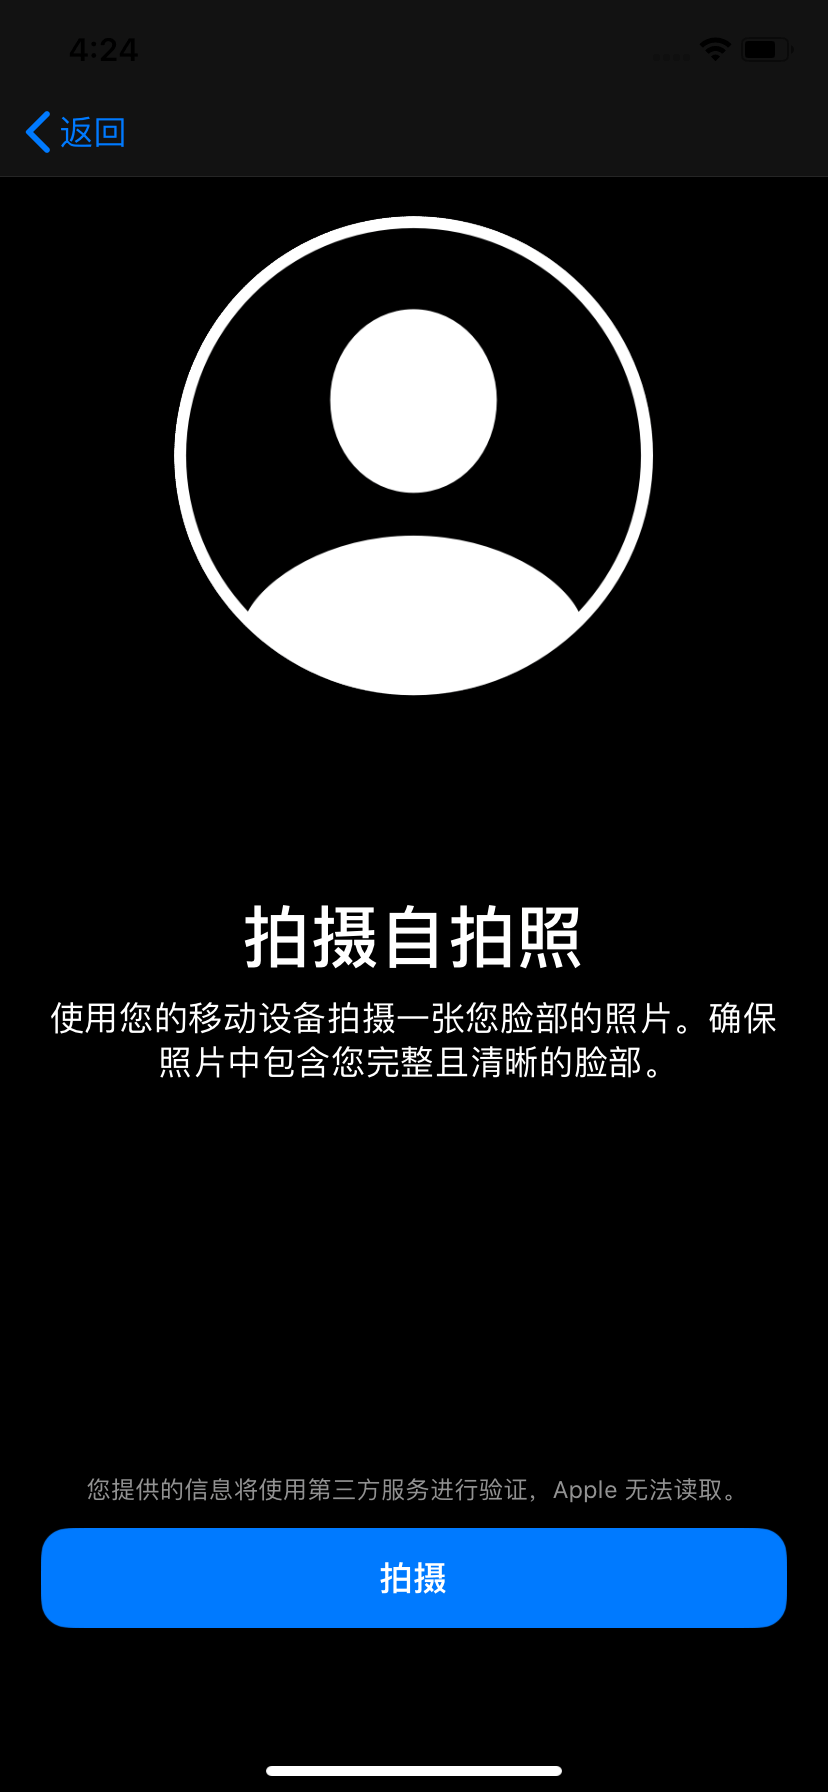 4:24
返回
拍摄自拍照
使用您的移动设备拍摄一张您脸部的照片。确保
照片中包含您完整且清晰的脸部。
您提供的信息将使用第三方服务进行验证，Apple 无法读取。
拍摄